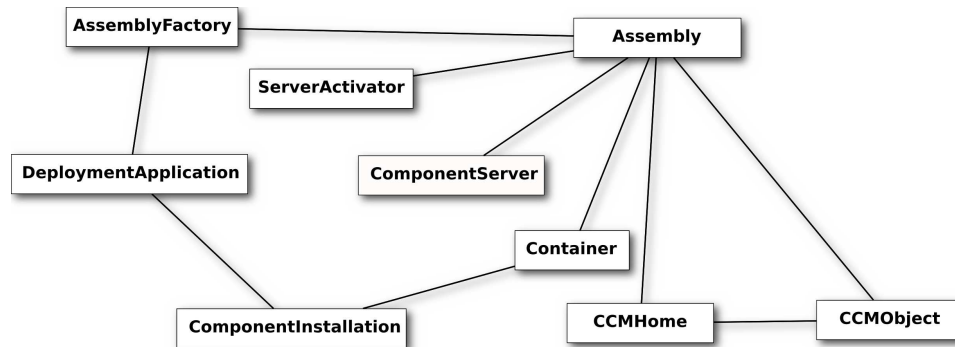 AssemblyFactory
Assembly
ServerActivator
DeploymentApplication
ComponentServer
Container
ComponentInstallation
CCMHome
CCMObject